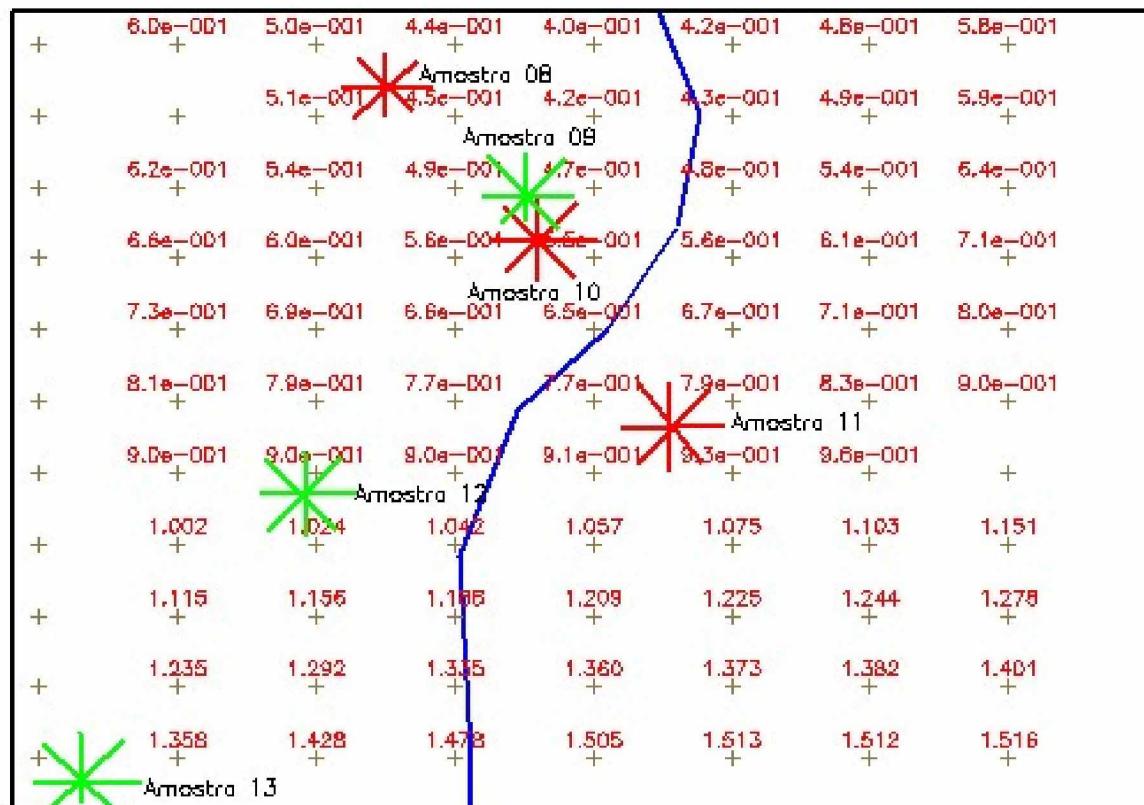 6.0e-001 5.0e-001 4.4e-001 4.0e-001 4.2e-001 4.8e-001 5.8e-001
Amostra 08
5.1e-001 4.5e-001 4.2e-001 4.3e-001 4.9e-001 5.9e-001
Amostra 09
6.2e-001 5.4e-001 4.9e-001 4.7e-001 4.8e-001 5.4e-001 6.4e-001
6.6e-001 6.0e-001 5.6e-001 5.6e-001 6.1e-001 7.1e-001
Amostra 10
7.3e-001 6.9e-001 6.6e-001 6.5e-001 6.7e-001 7.1e-001 8.0e-001
8.1e-001 7.9e-001 7.7e-001 7.7e-001 7.9e-001 8.3e-001 9.0e-001
Amostra 11
9.0e-001 9.0e-001 9.0e-001 9.1e-001 9.3e-001 9.6e-001
Amostra 12
1.002 1.024 1.042 1.057 1.075 1.103 1.151
1.115 1.156 1.209 1.225 1.244 1.278
1.235 1.292 1.335 1.360 1.373 1.382 1.401
1.358 1.428 1.478 1.505 1.513 1.512 1.516
Amostra 13